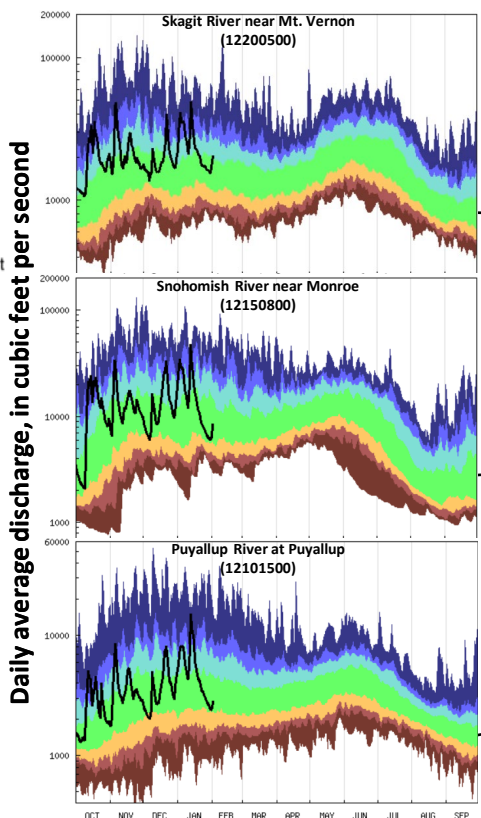 Daily average discharge, in cubic feet per second
Skagit River near Mt. Vernon
(12200500)
200000
100000
10000
Snohomish River near Monroe
(12150800)
200000
100000
10000
1000
Puyallup River at Puyallup
(12101500)
60000
10000
1000
OCT NOV DEC JAN FEB MAR APR MAY JUN JUL AUG SEP